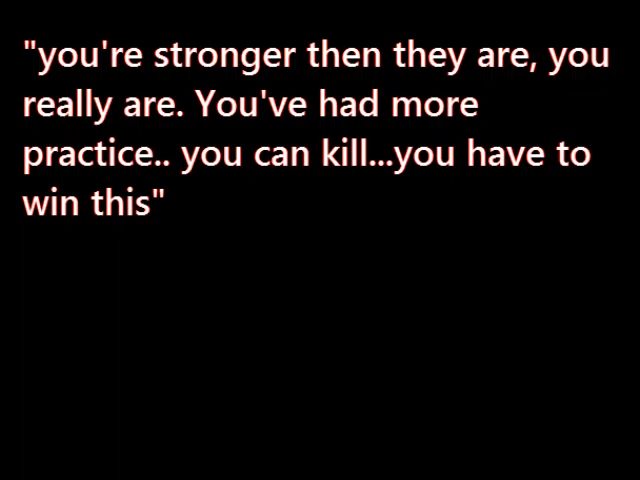 "you're stronger then they are, you
really are. You've had more
practice.. you can kill...you have to
win this"